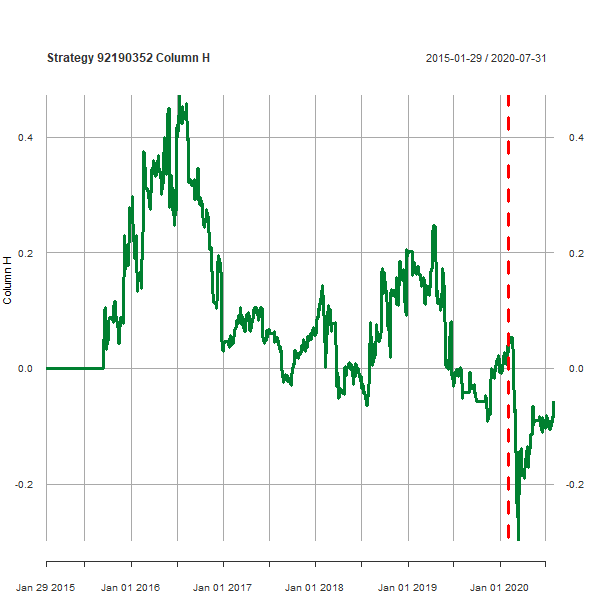 Strategy 92190352 Column H 2015-01-29 / 2020-07-31
0.4 0.4
0.2 0.2
Column H
0.0 0.0
-0.2 -0.2
Jan 29 2015 Jan 01 2016 Jan 01 2017 Jan 01 2018 Jan 01 2019 Jan 01 2020